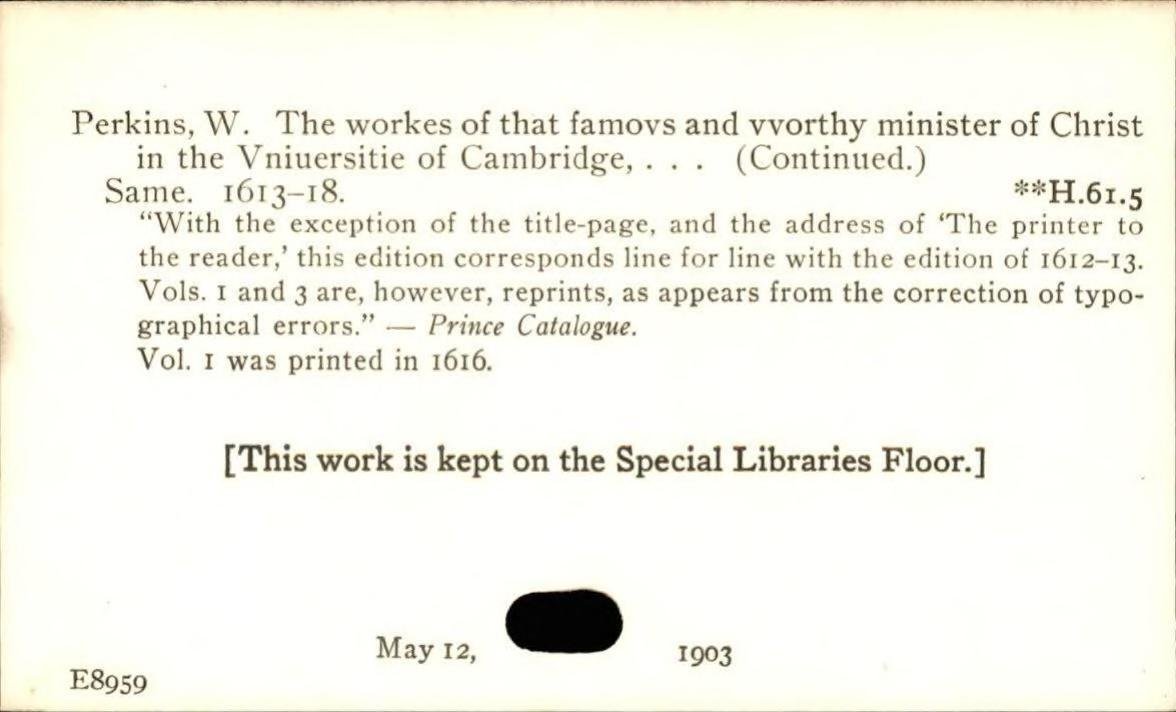 Perkins, W. The workes of that famovs and vvorthy minister of Christ
in the Vniuersitie of Cambridge, . . . (Continued.)
Same. 1613–18. **H.61.5
“With the exception of the title-page, and the address of ‘The printer to
the reader,’ this edition corresponds line for line with the edition of 1612–13.
Vols. 1 and 3 are, however, reprints, as appears from the correction of typo-
graphical errors.” — Prince Catalogue.
Vol. 1 was printed in 1616.
[This work is kept on the Special Libraries Floor.]
May 12, 1903
E8959